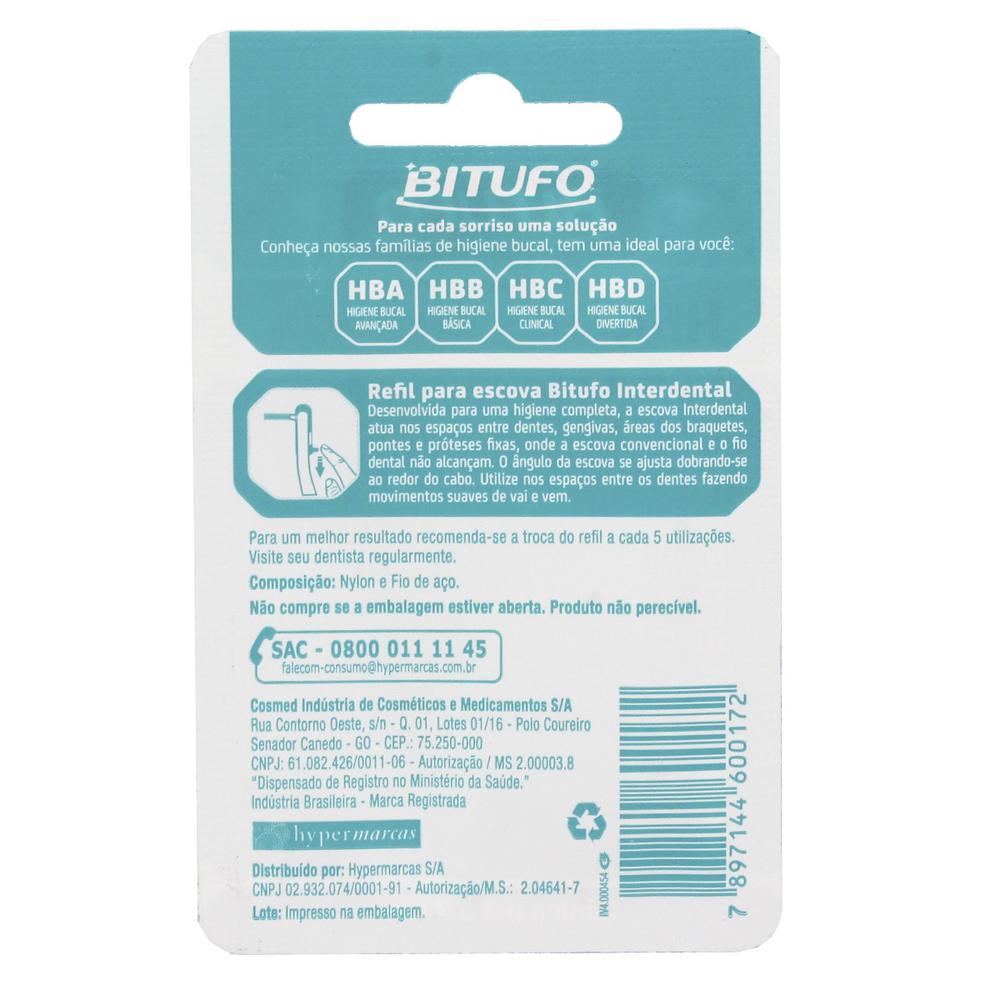 BITUFO®
Para cada sorriso uma solução
Conheça nossas famílias de higiene bucal, tem uma ideal para você:
HBA
HIGIENE BUCAL
AVANÇADA
HBB
HIGIENE BUCAL
BÁSICA
HBC
HIGIENE BUCAL
CLINICAL
HBD
HIGIENE BUCAL
DIVERTIDA
Refil para escova Bitufo Interdental
Desenvolvida para uma higiene completa, a escova Interdental
atua nos espaços entre dentes, gengivas, áreas dos braquetes,
pontes e próteses fixas, onde a escova convencional e o fio
dental não alcançam. O ângulo da escova se ajusta dobrando-se
ao redor do cabo. Utilize nos espaços entre os dentes fazendo
movimentos suaves de vai e vem.
Para um melhor resultado recomenda-se a troca do refil a cada 5 utilizações.
Visite seu dentista regularmente.
Composição: Nylon e Fio de aço.
Não compre se a embalagem estiver aberta. Produto não perecível.
SAC - 0800 011 11 45
falecom-consumo@hypermarcas.com.br
Cosmed Indústria de Cosméticos e Medicamentos S/A
Rua Contorno Oeste, s/n - Q. 01, Lotes 01/16 - Polo Coureiro
Senador Canedo - GO - CEP.: 75.250-000
CNPJ: 61.082.426/0011-06 - Autorização / MS 2.00003.8
"Dispensado de Registro no Ministério da Saúde."
Indústria Brasileira - Marca Registrada
hypermarcas
Distribuído por: Hypermarcas S/A
CNPJ 02.932.074/0001-91 - Autorização/M.S.: 2.04641-7
Lote: Impresso na embalagem.
IV4.000454
7 897144 600172